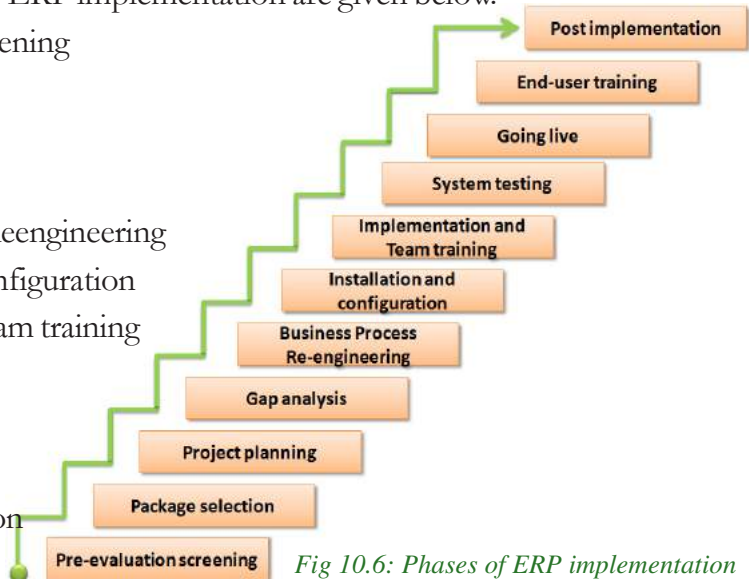 ERP implementation are given below.
ening
eengineering
nfiguration
am training
on
Post implementation
End-user training
Going live
System testing
Implementation and
Team training
Installation and
configuration
Business Process
Re-engineering
Gap analysis
Project planning
Package selection
Pre-evaluation screening
Fig 10.6: Phases of ERP implementation